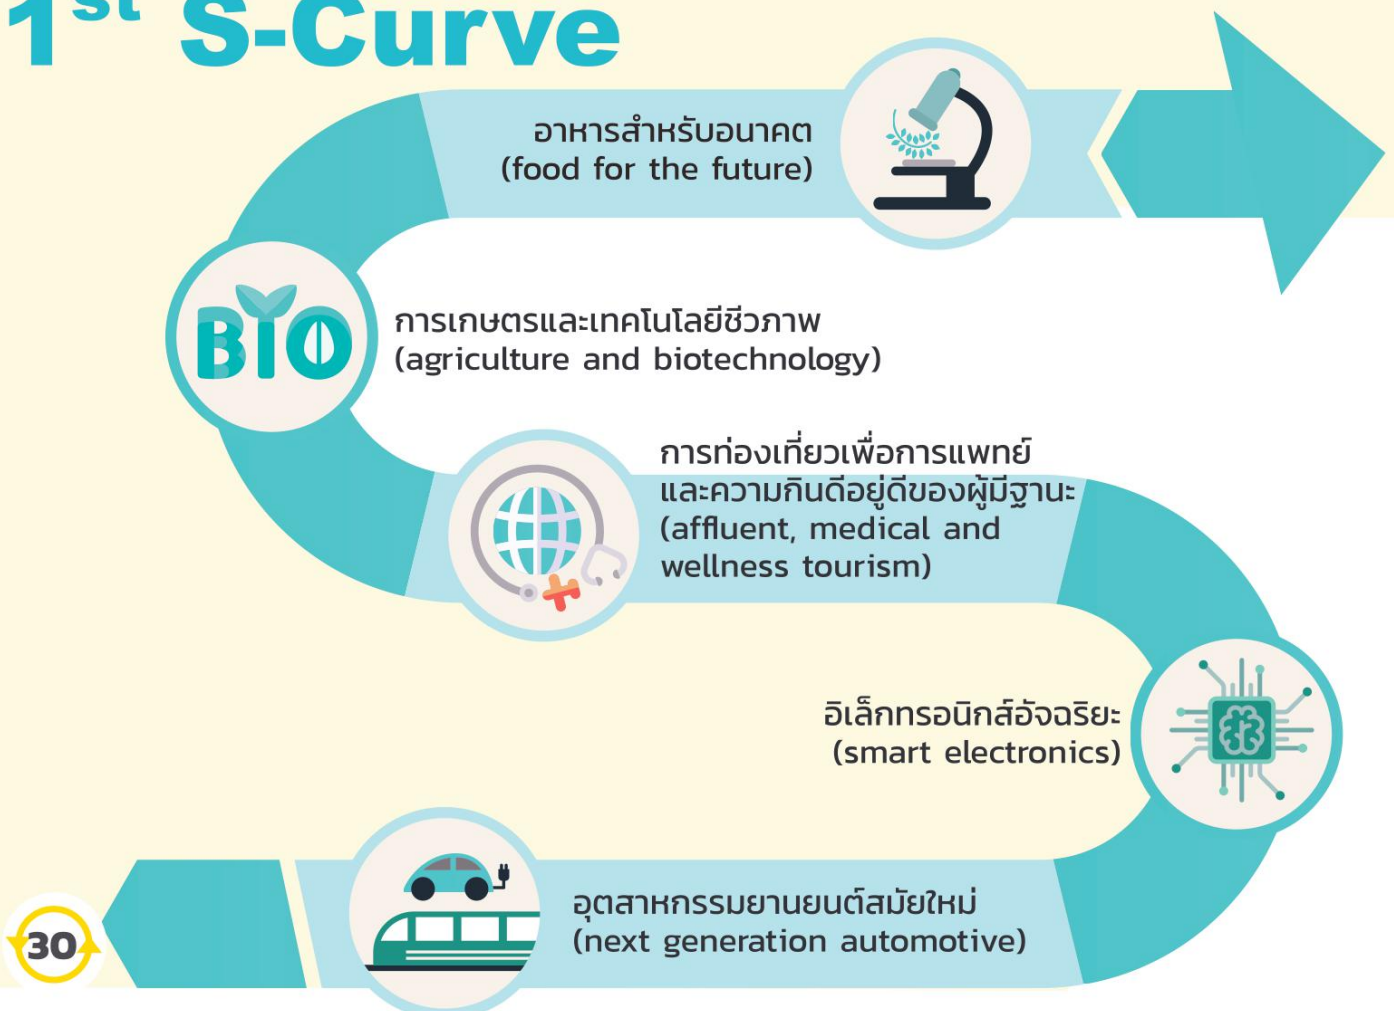 1st S-Curve
อาหารสำหรับอนาคต
(food for the future)
BIO
การเกษตรและเทคโนโลยีชีวภาพ
(agriculture and biotechnology)
การท่องเที่ยวเพื่อการแพทย์
และความกินดีอยู่ดีของผู้มีฐานะ
(affluent, medical and
wellness tourism)
อิเล็กทรอนิกส์อัจฉริยะ
(smart electronics)
อุตสาหกรรมยานยนต์สมัยใหม่
(next generation automotive)
30